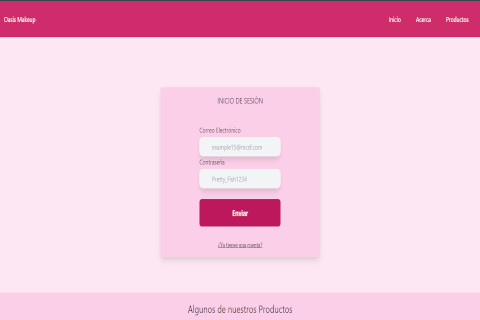 Oasis Makeup
Inicio Acerca Productos
INICIO DE SESIÓN
Correo Electrónico
example15@mcell.com
Contraseña
Pretty_Fish1234
Enviar
¿Ya tienes una cuenta?
Algunos de nuestros Productos